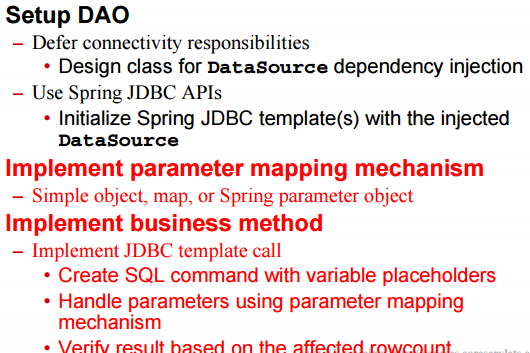 Setup DAO
– Defer connectivity responsibilities
• Design class for DataSource dependency injection
– Use Spring JDBC APIs
• Initialize Spring JDBC template(s) with the injected
DataSource
Implement parameter mapping mechanism
– Simple object, map, or Spring parameter object
Implement business method
– Implement JDBC template call
• Create SQL command with variable placeholders
• Handle parameters using parameter mapping
mechanism
• Verify result based on the affected rowcount